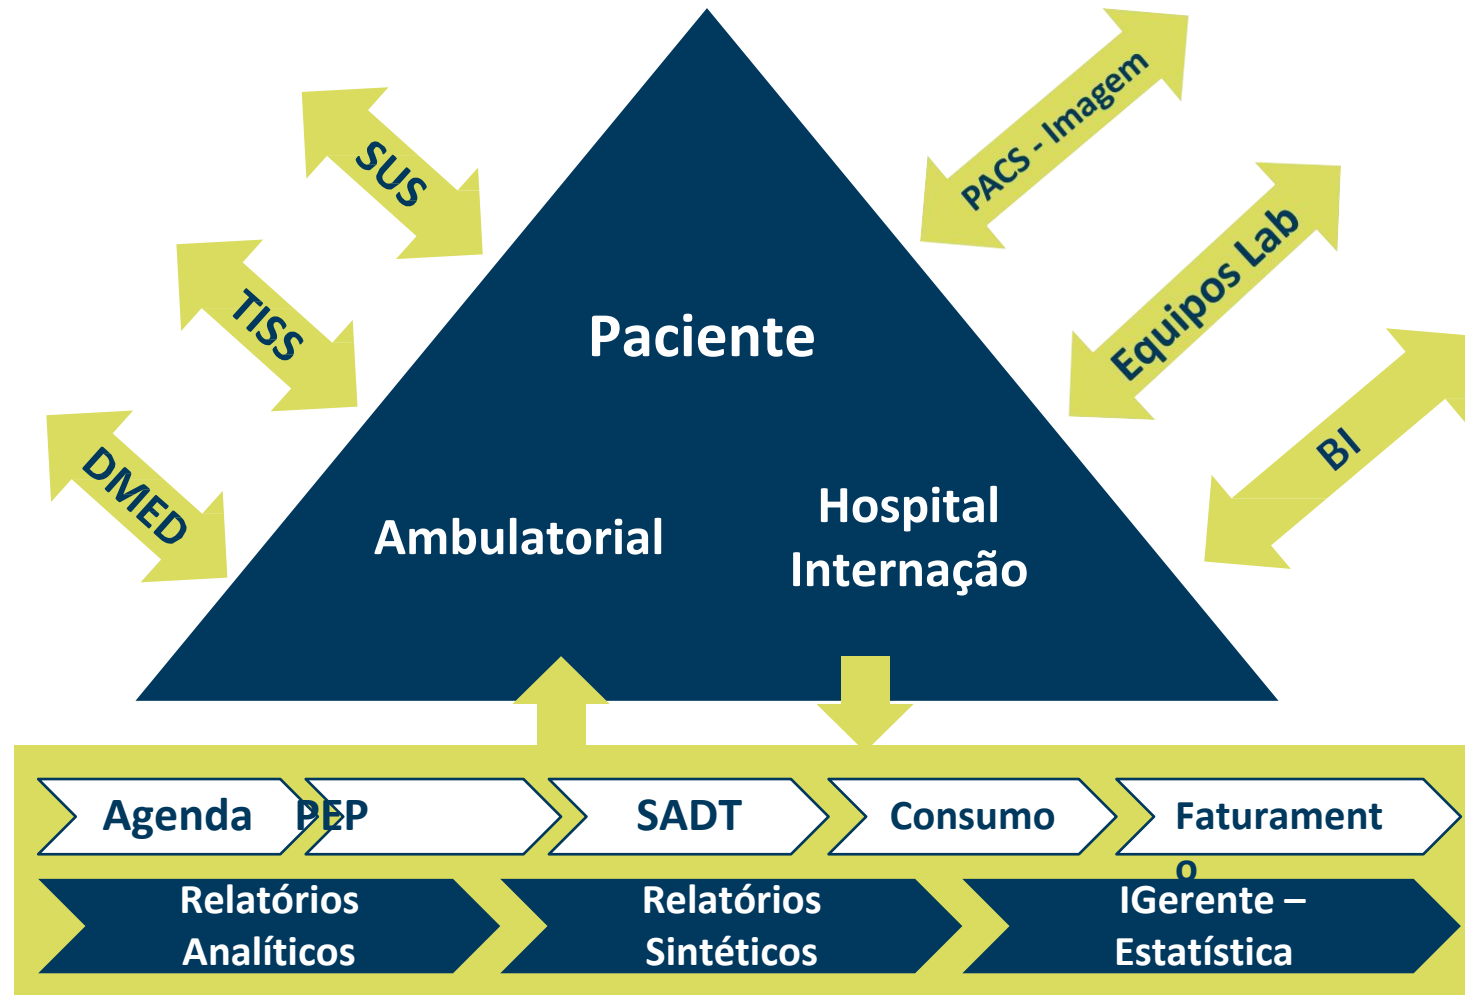 SUS
PACS - Imagem
TISS
Equipos Lab
DMED
BI
Paciente
Ambulatorial
Hospital
Internação
Agenda
PEP
SADT
Consumo
Faturament
o
Relatórios
Analíticos
Relatórios
Sintéticos
IGerente –
Estatística